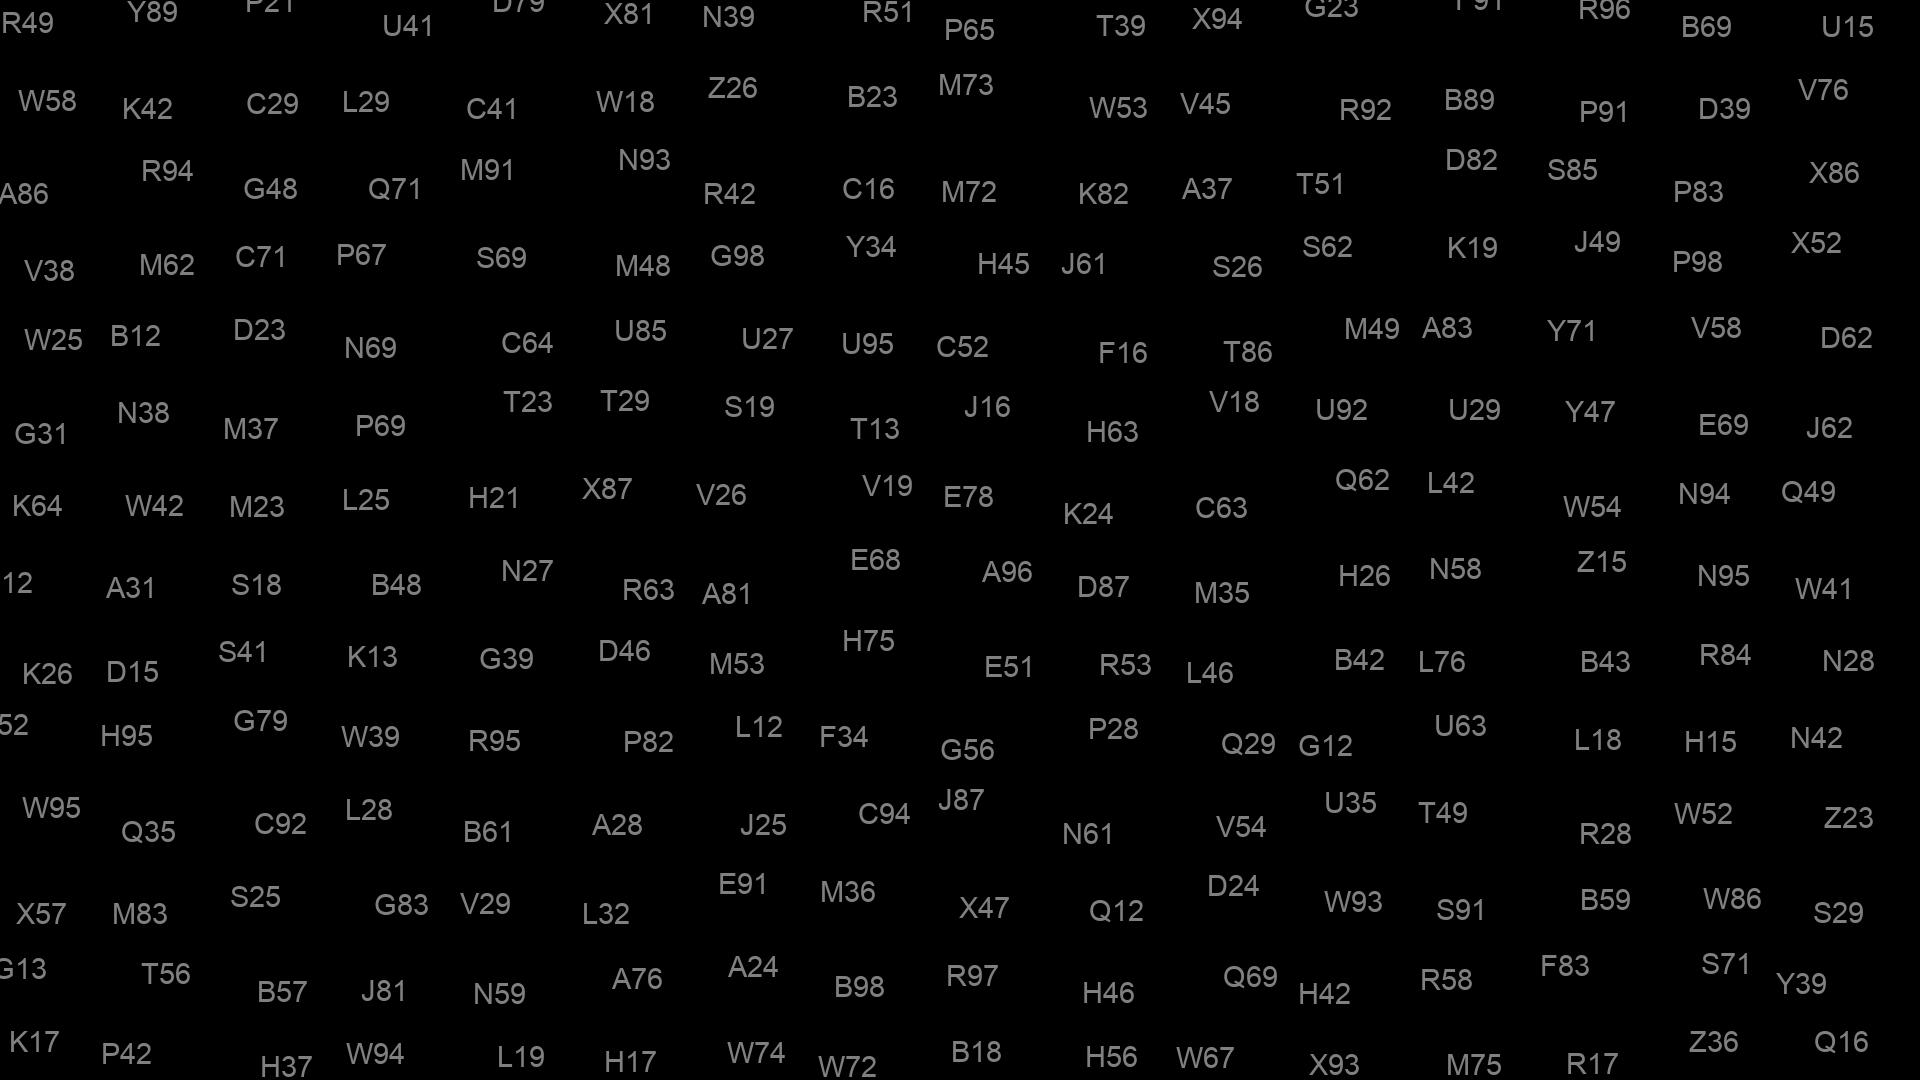 R49 Y89 P21 U41 D79 X81 N39 R51 P65 T39 X94 G23 R96 B69 U15
W58 K42 C29 L29 C41 W18 Z26 B23 M73 W53 V45 R92 B89 P91 D39 V76
A86 R94 G48 Q71 M91 N93 R42 C16 M72 K82 A37 T51 D82 S85 P83 X86
V38 M62 C71 P67 S69 M48 G98 Y34 H45 J61 S26 S62 K19 J49 P98 X52
W25 B12 D23 N69 C64 U85 U27 U95 C52 F16 T86 M49 A83 Y71 V58 D62
G31 N38 M37 P69 T23 T29 S19 T13 J16 H63 V18 U92 U29 Y47 E69 J62
K64 W42 M23 L25 H21 X87 V26 V19 E78 K24 C63 Q62 L42 W54 N94 Q49
12 A31 S18 B48 N27 R63 A81 E68 A96 D87 M35 H26 N58 Z15 N95 W41
K26 D15 S41 K13 G39 D46 M53 H75 E51 R53 L46 B42 L76 B43 R84 N28
52 H95 G79 W39 R95 P82 L12 F34 G56 P28 Q29 G12 U63 L18 H15 N42
W95 Q35 C92 L28 B61 A28 J25 C94 J87 N61 V54 U35 T49 R28 W52 Z23
X57 M83 S25 G83 V29 L32 E91 M36 X47 Q12 D24 W93 S91 B59 W86 S29
G13 T56 B57 J81 N59 A76 A24 B98 R97 H46 Q69 H42 R58 F83 S71 Y39
K17 P42 H37 W94 L19 H17 W74 W72 B18 H56 W67 X93 M75 R17 Z36 Q16